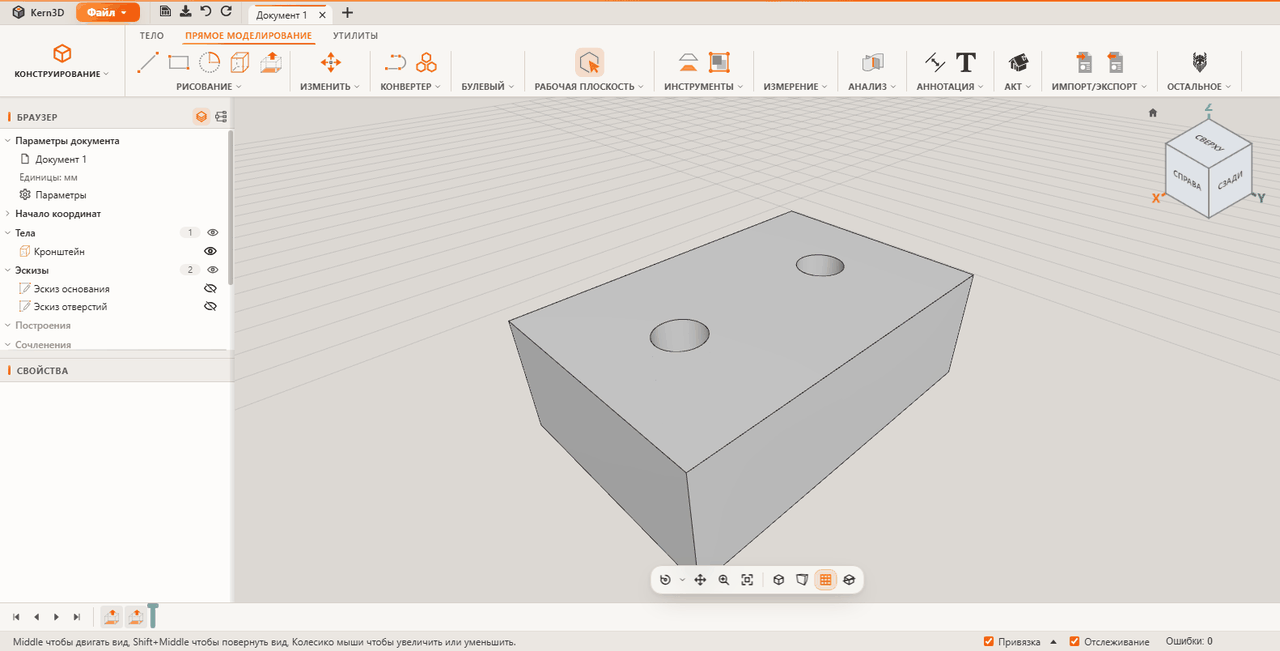 Kern3D Файл Документ 1
ТЕЛО ПРЯМОЕ МОДЕЛИРОВАНИЕ УТИЛИТЫ
КОНСТРУИРОВАНИЕ
РИСОВАНИЕ ИЗМЕНИТЬ КОНВЕРТЕР БУЛЕВЫЙ РАБОЧАЯ ПЛОСКОСТЬ ИНСТРУМЕНТЫ ИЗМЕРЕНИЕ АНАЛИЗ АННОТАЦИЯ АКТ ИМПОРТ/ЭКСПОРТ ОСТАЛЬНОЕ
БРАУЗЕР
Параметры документа
Документ 1
Единицы: мм
Параметры
Начало координат
Тела 1
Кронштейн
Эскизы 2
Эскиз основания
Эскиз отверстий
Построения
Сочленения
СВОЙСТВА
Z
СВЕРХУ
СПРАВА СЗАДИ
X Y
Middle чтобы двигать вид, Shift+Middle чтобы повернуть вид, Колесико мыши чтобы увеличить или уменьшить. Привязка Отслеживание Ошибки: 0